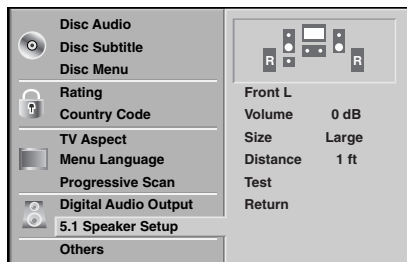 Disc Audio
Disc Subtitle
Disc Menu
Rating
Country Code
TV Aspect
Menu Language
Progressive Scan
Digital Audio Output
5.1 Speaker Setup
Others
R R
Front L
Volume 0 dB
Size Large
Distance 1 ft
Test
Return